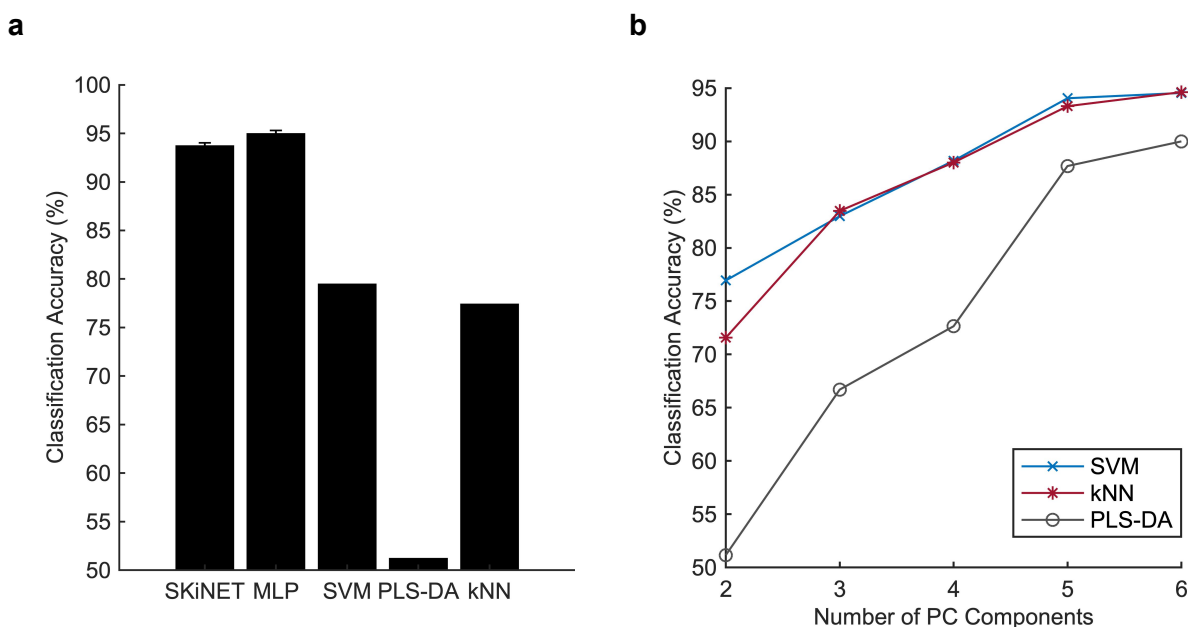 a
100
95
90
85
80
75
70
65
60
55
50
Classification Accuracy (%)
SKiNET MLP SVM PLS-DA kNN
b
95
90
85
80
75
70
65
60
55
50
Classification Accuracy (%)
SVM
kNN
PLS-DA
2 3 4 5 6
Number of PC Components